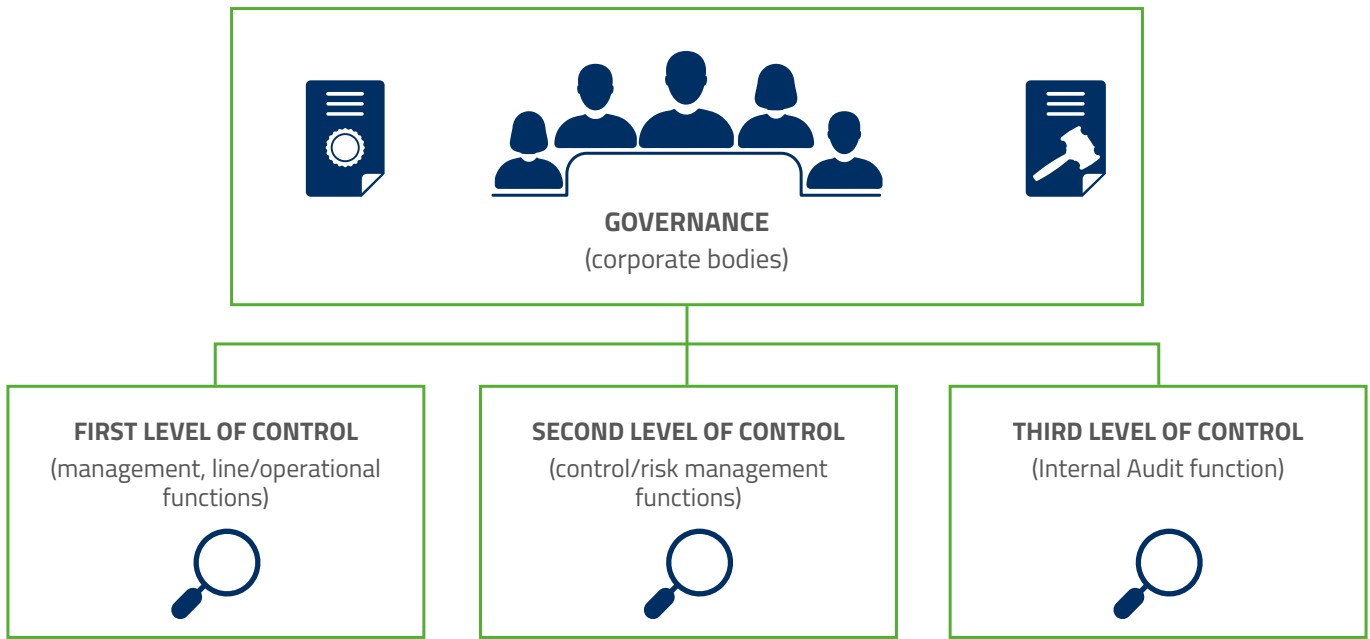 GOVERNANCE
(corporate bodies)
FIRST LEVEL OF CONTROL
(management, line/operational
functions)
SECOND LEVEL OF CONTROL
(control/risk management
functions)
THIRD LEVEL OF CONTROL
(Internal Audit function)